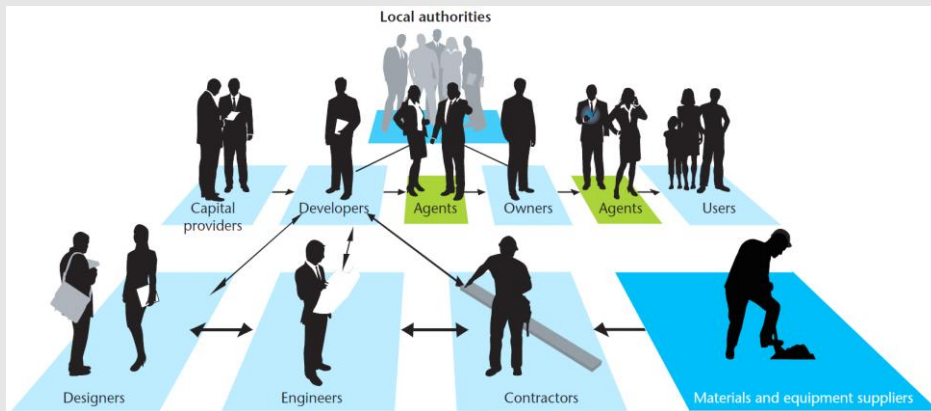 Local authorities
Capital
providers
Developers
Agents
Owners
Agents
Users
Designers
Engineers
Contractors
Materials and equipment suppliers